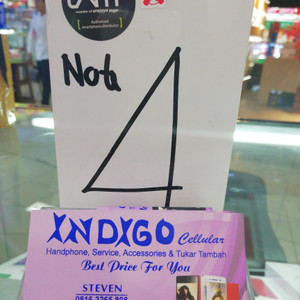 Note
4
INDIGO Cellular
Handphone, Service, Accessories & Tukar Tambah
Best Price For You
STEVEN